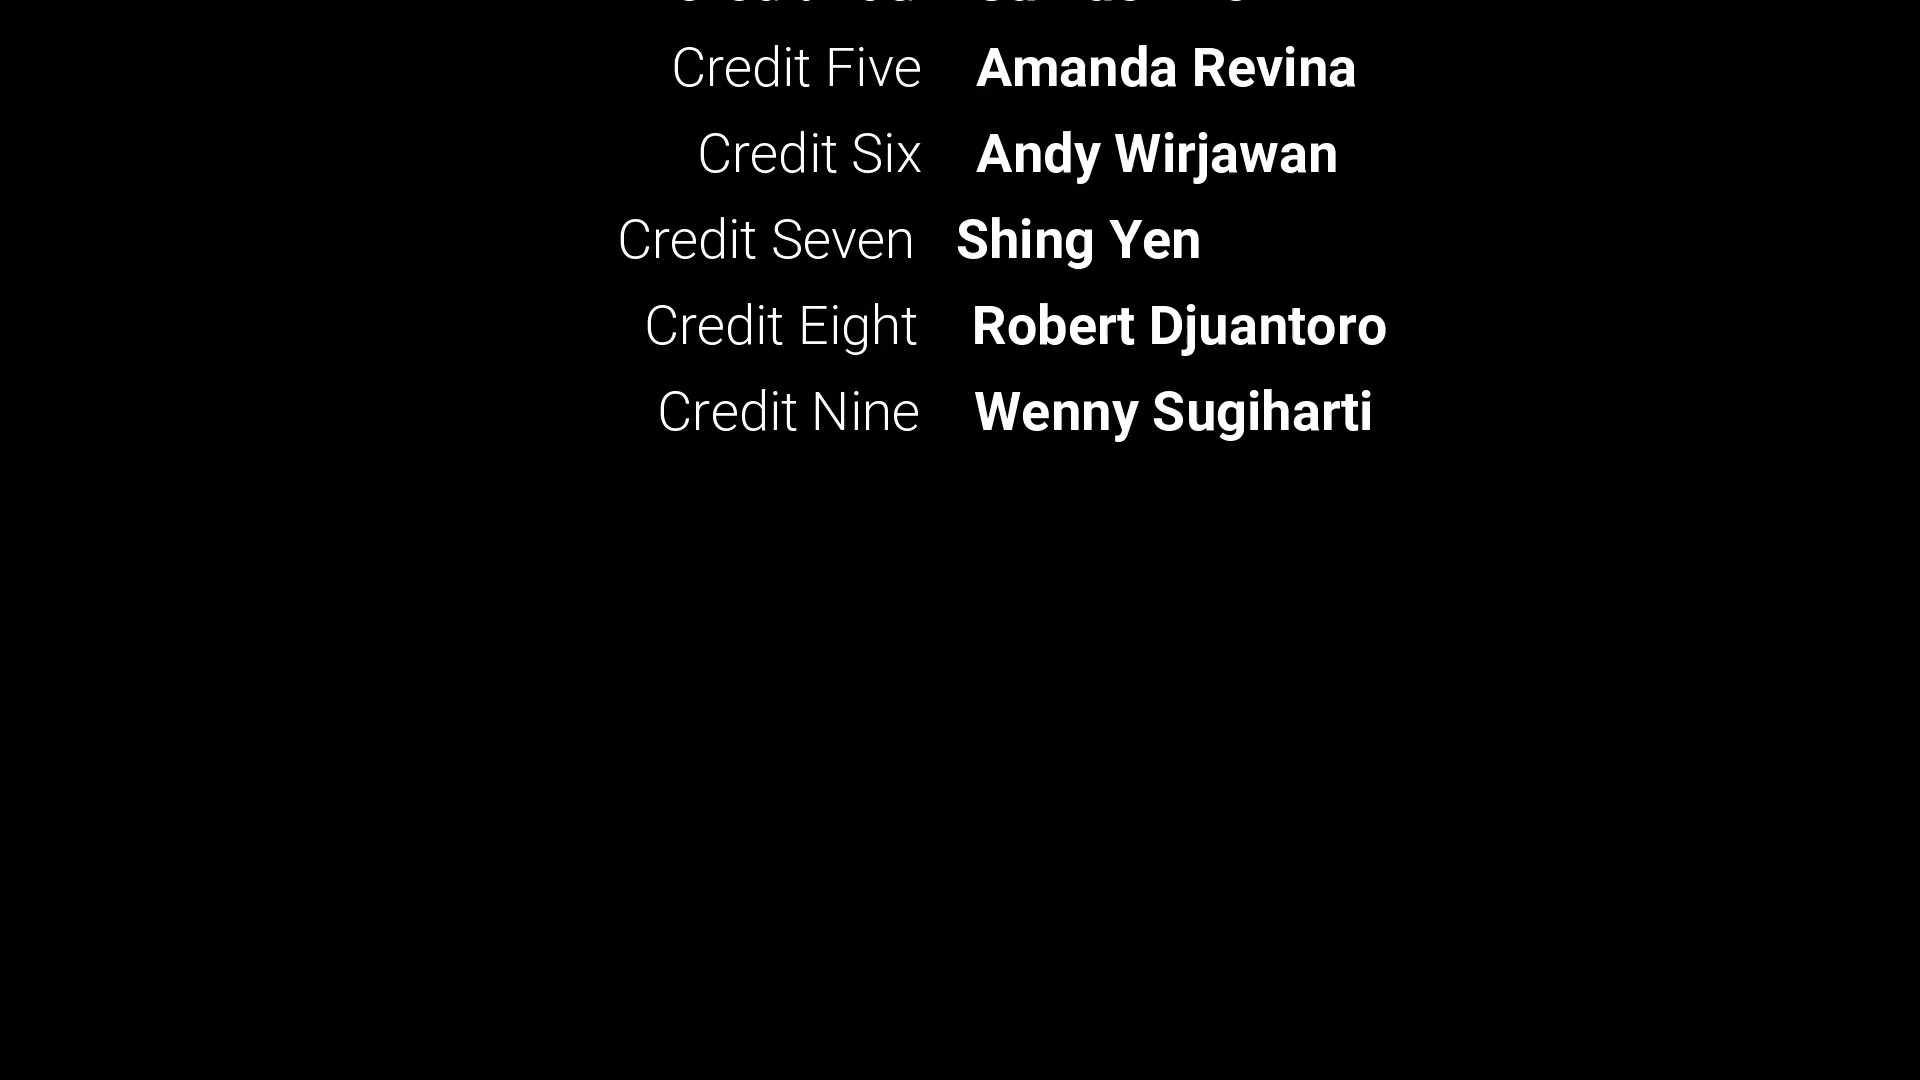 Credit Five Amanda Revina
Credit Six Andy Wirjawan
Credit Seven Shing Yen
Credit Eight Robert Djuantoro
Credit Nine Wenny Sugiharti